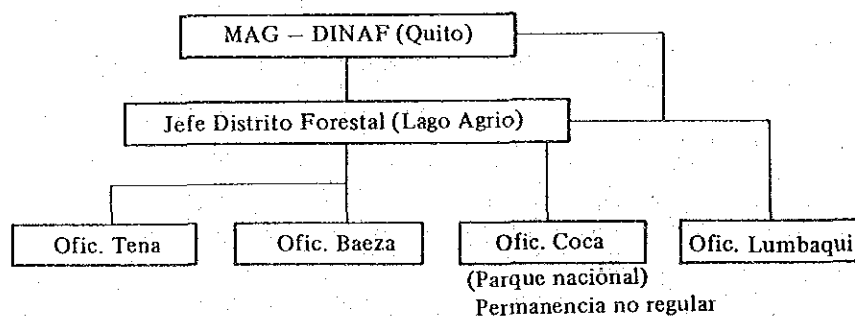 MAG – DINAF (Quito)
Jefe Distrito Forestal (Lago Agrio)
Ofic. Tena
Ofic. Baeza
Ofic. Coca
Ofic. Lumbaqui
(Parque nacional)
Permanencia no regular